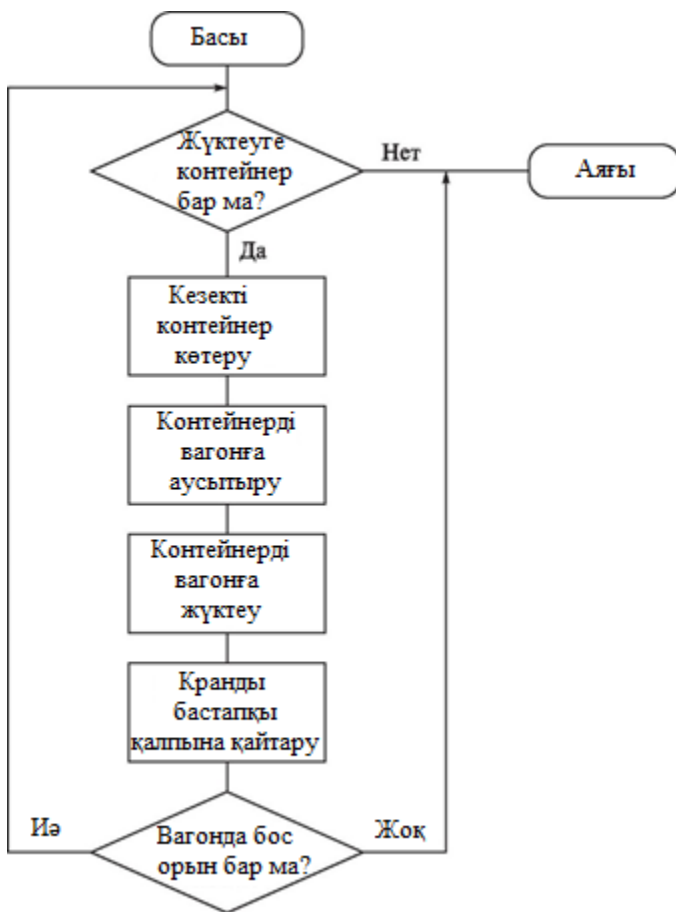 Басы
Жүктеуге
контейнер
бар ма?
Нет
Аяғы
Да
Кезекті
контейнер
көтеру
Контейнерді
вагонға
аусытыру
Контейнерді
вагонға
жүктеу
Кранды
бастапқы
қалпына қайтару
Иә
Вагонда бос
орын бар ма?
Жоқ